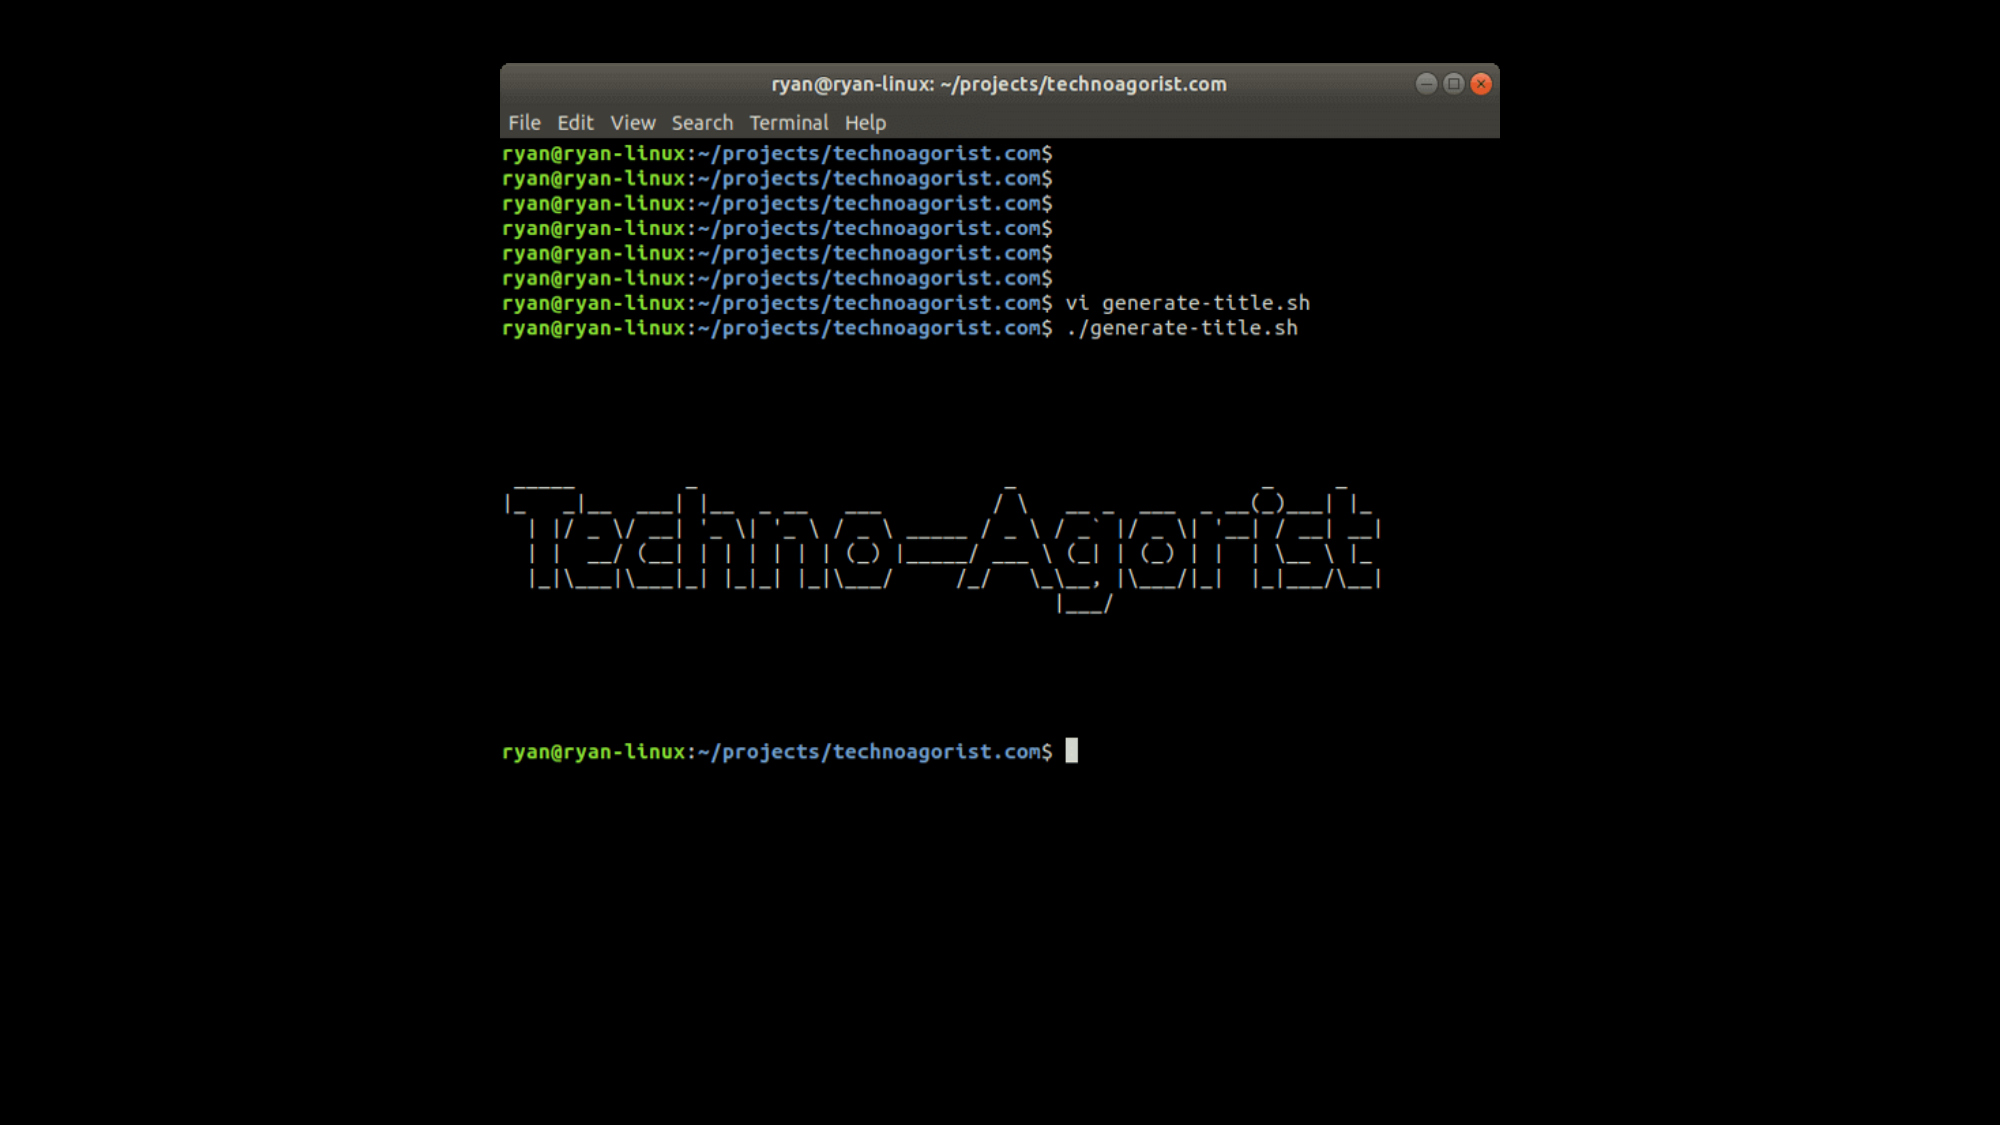 ryan@ryan-linux: ~/projects/technoagorist.com
File Edit View Search Terminal Help
ryan@ryan-linux:~/projects/technoagorist.com$
ryan@ryan-linux:~/projects/technoagorist.com$
ryan@ryan-linux:~/projects/technoagorist.com$
ryan@ryan-linux:~/projects/technoagorist.com$
ryan@ryan-linux:~/projects/technoagorist.com$
ryan@ryan-linux:~/projects/technoagorist.com$
ryan@ryan-linux:~/projects/technoagorist.com$ vi generate-title.sh
ryan@ryan-linux:~/projects/technoagorist.com$ ./generate-title.sh
Techno-Agorist
ryan@ryan-linux:~/projects/technoagorist.com$